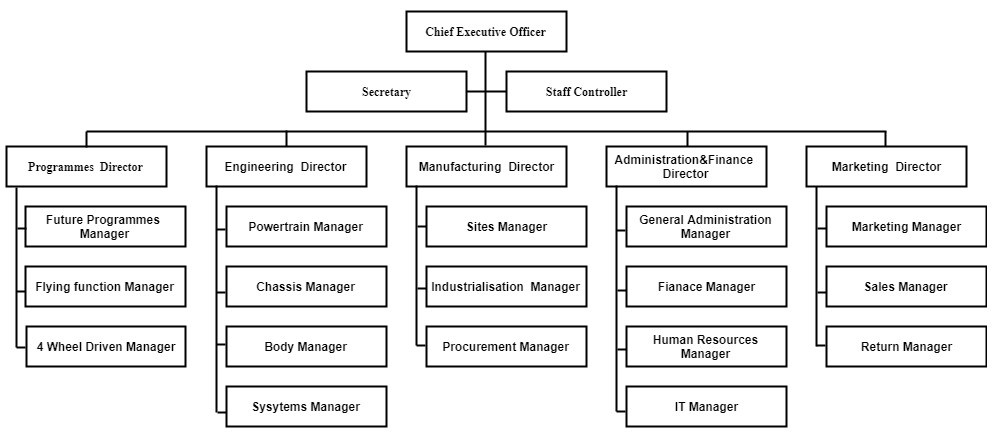 Chief Executive Officer
Secretary
Staff Controller
Programmes Director
Engineering Director
Manufacturing Director
Administration&Finance
Director
Marketing Director
Future Programmes
Manager
Flying function Manager
4 Wheel Driven Manager
Powertrain Manager
Chassis Manager
Body Manager
Sysytems Manager
Sites Manager
Industrialisation Manager
Procurement Manager
General Administration
Manager
Fianace Manager
Human Resources
Manager
IT Manager
Marketing Manager
Sales Manager
Return Manager